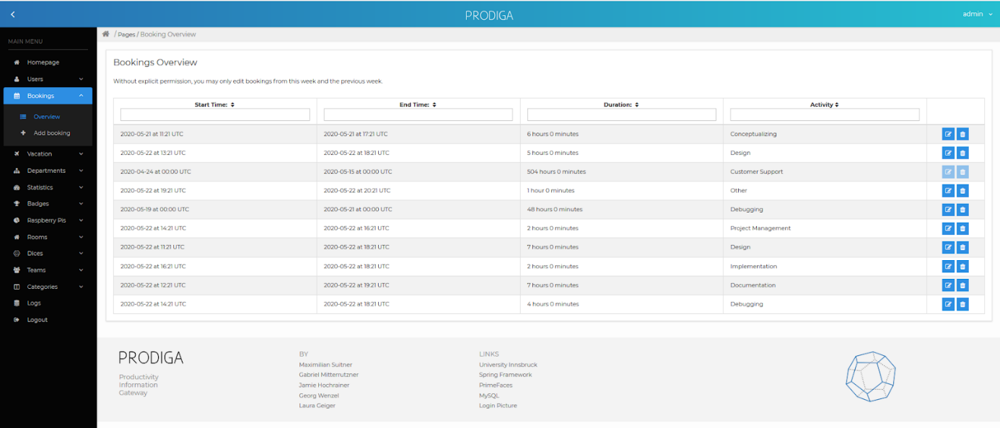 PRODIGA
admin
/ Pages / Booking Overview
MAIN MENU
Homepage
Users
Bookings
Overview
Add booking
Vacation
Departments
Statistics
Badges
Raspberry Pis
Rooms
Dices
Teams
Categories
Logs
Logout
Bookings Overview
Without explicit permission, you may only edit bookings from this week and the previous week.
Start Time: End Time: Duration: Activity
2020-05-21 at 11:21 UTC 2020-05-21 at 17:21 UTC 6 hours 0 minutes Conceptualizing
2020-05-22 at 13:21 UTC 2020-05-22 at 18:21 UTC 5 hours 0 minutes Design
2020-04-24 at 00:00 UTC 2020-05-15 at 00:00 UTC 504 hours 0 minutes Customer Support
2020-05-22 at 19:21 UTC 2020-05-22 at 20:21 UTC 1 hour 0 minutes Other
2020-05-19 at 00:00 UTC 2020-05-21 at 00:00 UTC 48 hours 0 minutes Debugging
2020-05-22 at 14:21 UTC 2020-05-22 at 16:21 UTC 2 hours 0 minutes Project Management
2020-05-22 at 11:21 UTC 2020-05-22 at 18:21 UTC 7 hours 0 minutes Design
2020-05-22 at 16:21 UTC 2020-05-22 at 18:21 UTC 2 hours 0 minutes Implementation
2020-05-22 at 12:21 UTC 2020-05-22 at 19:21 UTC 7 hours 0 minutes Documentation
2020-05-22 at 14:21 UTC 2020-05-22 at 18:21 UTC 4 hours 0 minutes Debugging
PRODIGA
Productivity
Information
Gateway
BY
Maximilian Suitner
Gabriel Mitterrutzner
Jamie Hochrainer
Georg Wenzel
Laura Geiger
LINKS
University Innsbruck
Spring Framework
PrimeFaces
MySQL
Login Picture